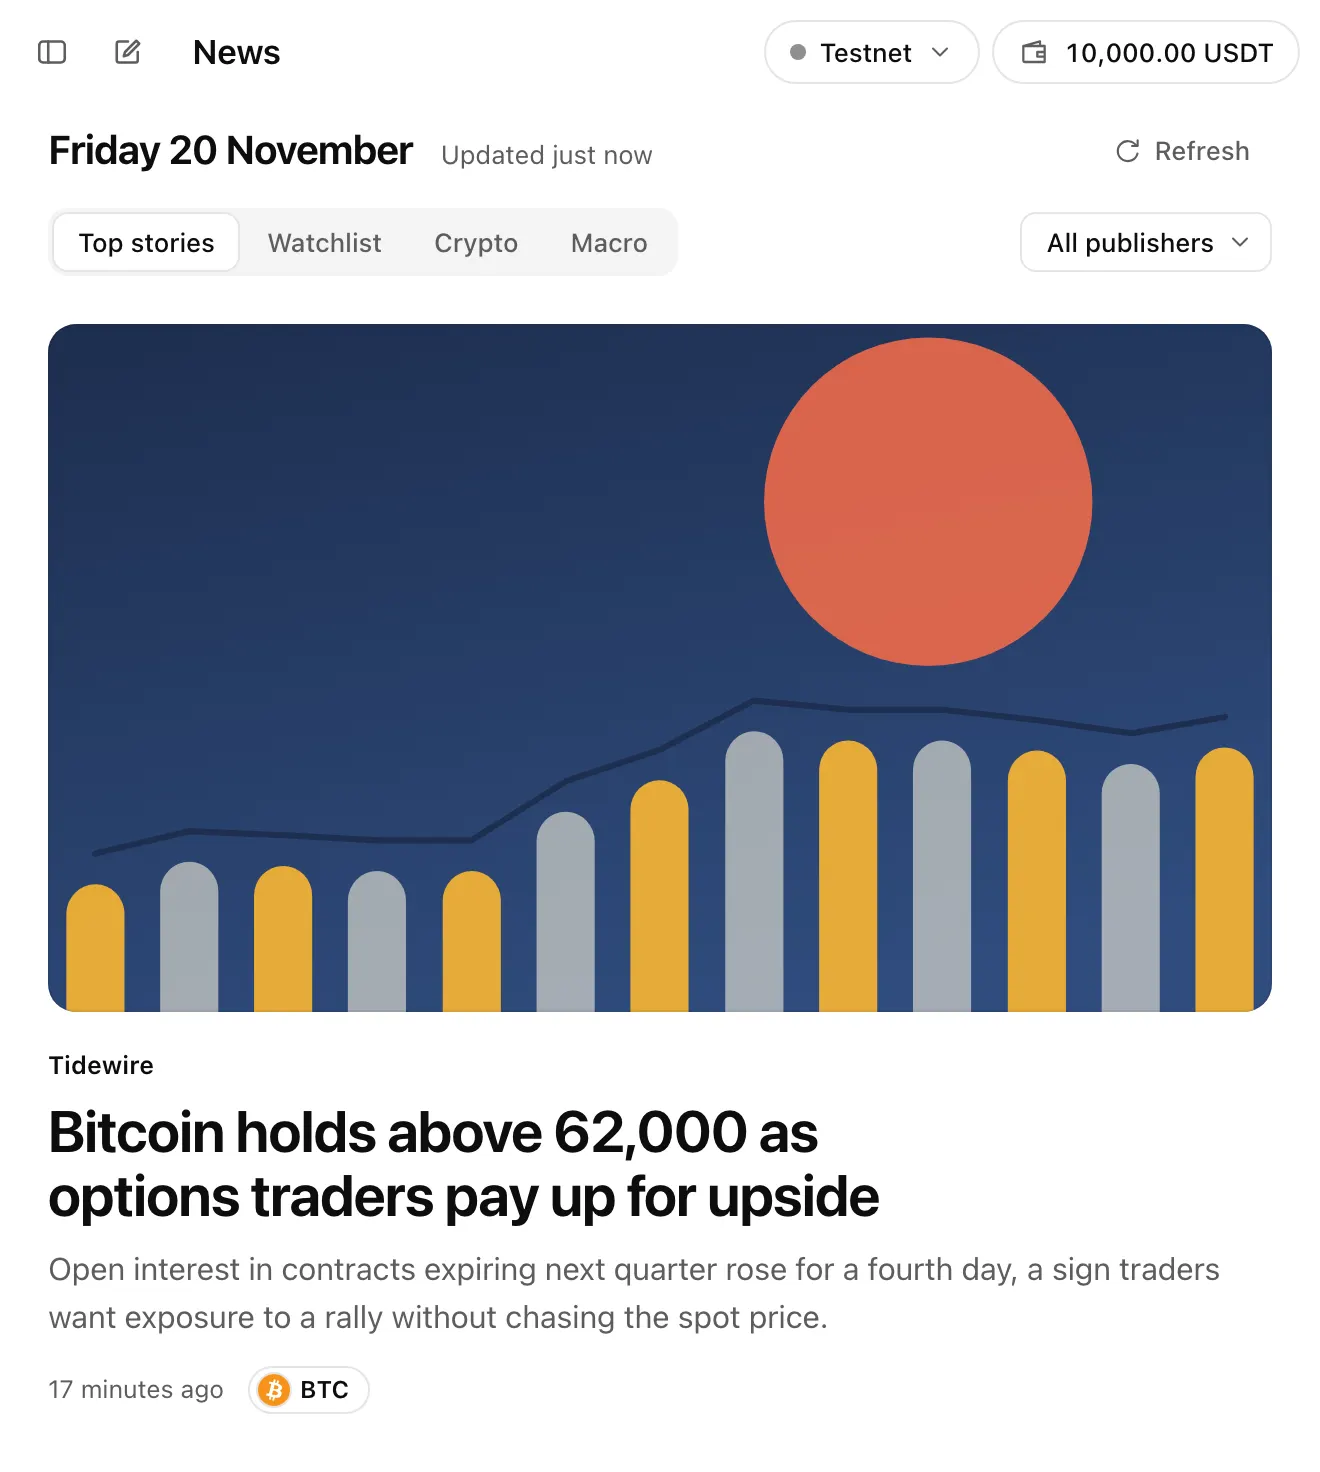 News
Testnet
10,000.00 USDT
Friday 20 November
Updated just now
Refresh
Top stories
Watchlist
Crypto
Macro
All publishers
Tidewire
Bitcoin holds above 62,000 as
options traders pay up for upside
Open interest in contracts expiring next quarter rose for a fourth day, a sign traders
want exposure to a rally without chasing the spot price.
17 minutes ago
BTC